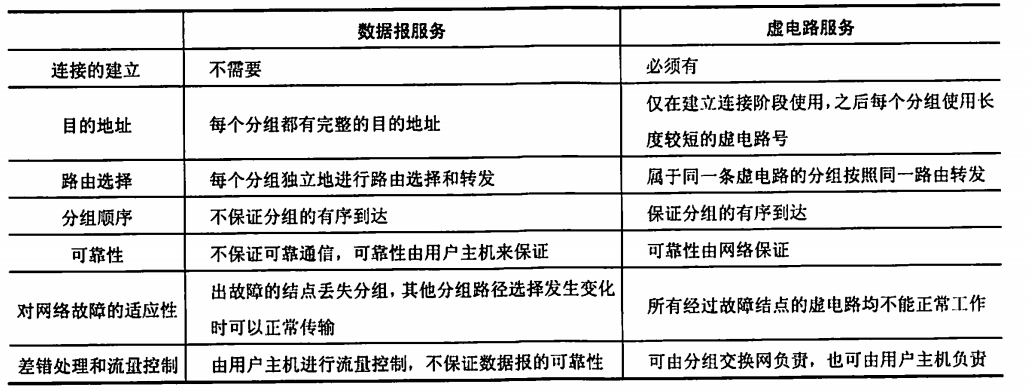 数据报服务 虚电路服务
连接的建立 不需要 必须有
目的地址 每个分组都有完整的目的地址 仅在建立连接阶段使用，之后每个分组使用长
度较短的虚电路号
路由选择 每个分组独立地进行路由选择和转发 属于同一条虚电路的分组按照同一路由转发
分组顺序 不保证分组的有序到达 保证分组的有序到达
可靠性 不保证可靠通信，可靠性由用户主机来保证 可靠性由网络保证
对网络故障的适应性 出故障的结点丢失分组，其他分组路径选择发生变化
时可以正常传输 所有经过故障结点的虚电路均不能正常工作
差错处理和流量控制 由用户主机进行流量控制，不保证数据报的可靠性 可由分组交换网负责，也可由用户主机负责